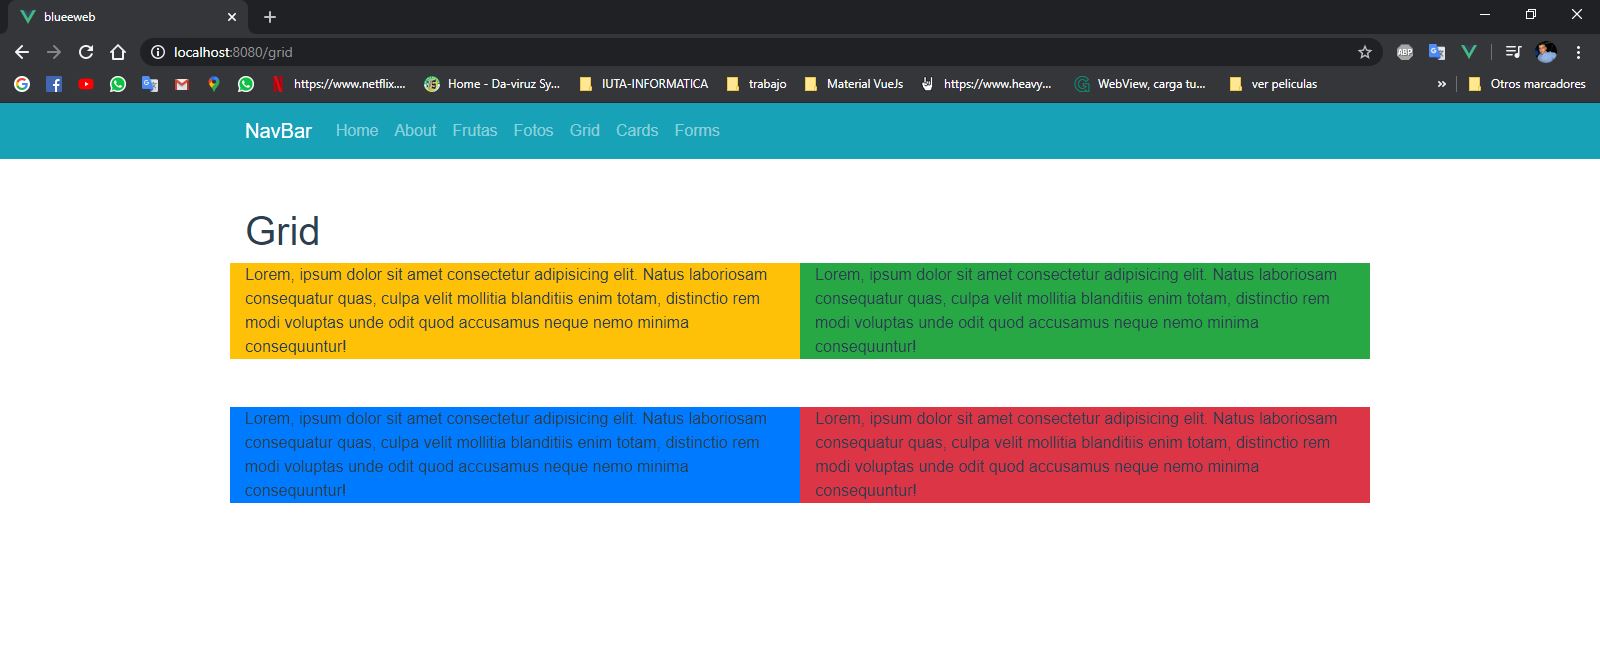 blueeweb
localhost:8080/grid
ABP
https://www.netflix.... Home - Da-viruz Sy... IUTA-INFORMATICA trabajo Material VueJs https://www.heavy... WebView, carga tu... ver peliculas » Otros marcadores
NavBar Home About Frutas Fotos Grid Cards Forms
Grid
Lorem, ipsum dolor sit amet consectetur adipisicing elit. Natus laboriosam
consequatur quas, culpa velit mollitia blanditiis enim totam, distinctio rem
modi voluptas unde odit quod accusamus neque nemo minima
consequuntur!
Lorem, ipsum dolor sit amet consectetur adipisicing elit. Natus laboriosam
consequatur quas, culpa velit mollitia blanditiis enim totam, distinctio rem
modi voluptas unde odit quod accusamus neque nemo minima
consequuntur!
Lorem, ipsum dolor sit amet consectetur adipisicing elit. Natus laboriosam
consequatur quas, culpa velit mollitia blanditiis enim totam, distinctio rem
modi voluptas unde odit quod accusamus neque nemo minima
consequuntur!
Lorem, ipsum dolor sit amet consectetur adipisicing elit. Natus laboriosam
consequatur quas, culpa velit mollitia blanditiis enim totam, distinctio rem
modi voluptas unde odit quod accusamus neque nemo minima
consequuntur!